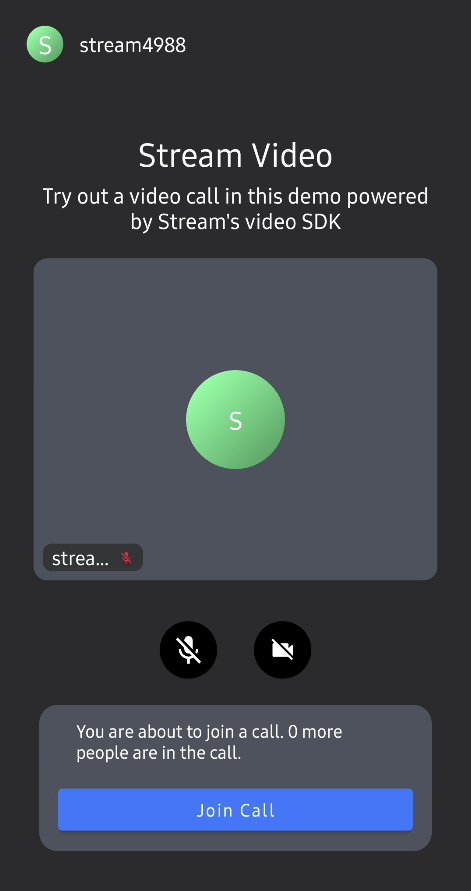 S
stream4988
Stream Video
Try out a video call in this demo powered
by Stream's video SDK
S
strea...
You are about to join a call. 0 more
people are in the call.
Join Call